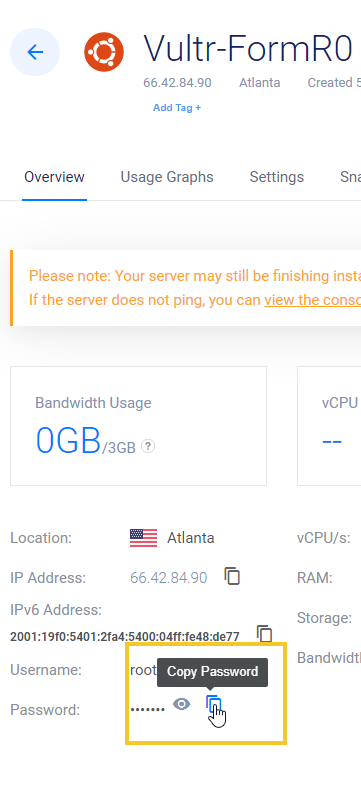 Vultr-FormR0
66.42.84.90 Atlanta Created 5
Add Tag +
Overview Usage Graphs Settings Sna
Please note: Your server may still be finishing insta
If the server does not ping, you can view the conso
Bandwidth Usage
vCPU
0GB/3GB ?
--
Location: Atlanta vCPU/s:
IP Address: 66.42.84.90 RAM:
IPv6 Address:
Storage:
2001:19f0:5401:2fa4:5400:04ff:fe48:de77
Bandwidt
Username: root
Copy Password
Password: •••••••